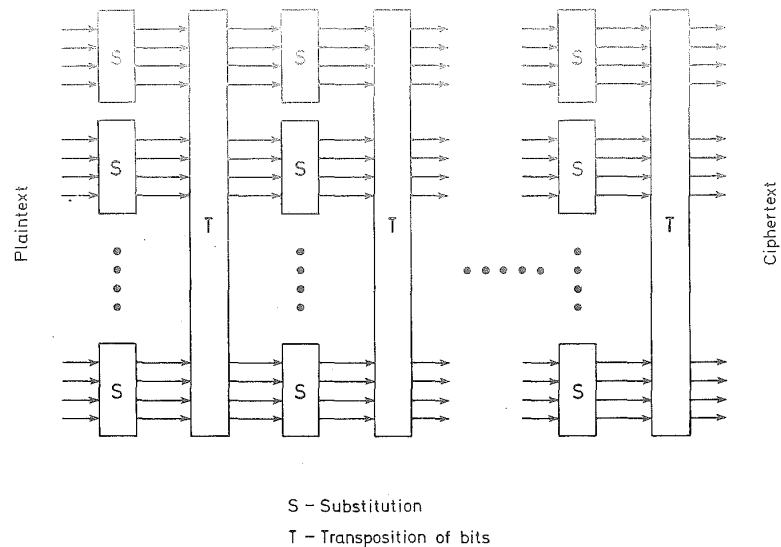 Plaintext
S
S
S
T
S
S
S
T
S
S
S
T
Ciphertext
S – Substitution
T – Transposition of bits